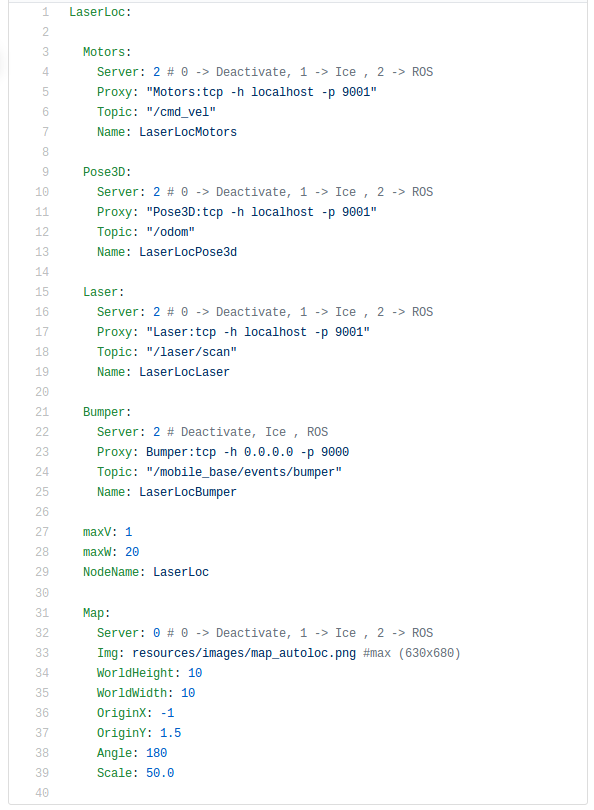 1 LaserLoc:
2
3 Motors:
4 Server: 2 # 0 -> Deactivate, 1 -> Ice , 2 -> ROS
5 Proxy: "Motors:tcp -h localhost -p 9001"
6 Topic: "/cmd_vel"
7 Name: LaserLocMotors
8
9 Pose3D:
10 Server: 2 # 0 -> Deactivate, 1 -> Ice , 2 -> ROS
11 Proxy: "Pose3D:tcp -h localhost -p 9001"
12 Topic: "/odom"
13 Name: LaserLocPose3d
14
15 Laser:
16 Server: 2 # 0 -> Deactivate, 1 -> Ice , 2 -> ROS
17 Proxy: "Laser:tcp -h localhost -p 9001"
18 Topic: "/laser/scan"
19 Name: LaserLocLaser
20
21 Bumper:
22 Server: 2 # Deactivate, Ice , ROS
23 Proxy: Bumper:tcp -h 0.0.0.0 -p 9000
24 Topic: "/mobile_base/events/bumper"
25 Name: LaserLocBumper
26
27 maxV: 1
28 maxW: 20
29 NodeName: LaserLoc
30
31 Map:
32 Server: 0 # 0 -> Deactivate, 1 -> Ice , 2 -> ROS
33 Img: resources/images/map_autoloc.png #max (630x680)
34 WorldHeight: 10
35 WorldWidth: 10
36 OriginX: -1
37 OriginY: 1.5
38 Angle: 180
39 Scale: 50.0
40